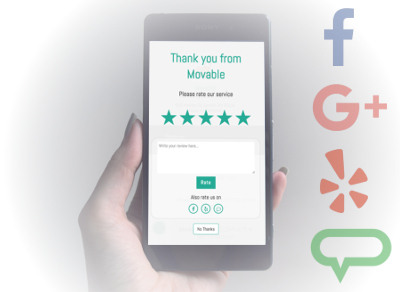 Thank you from
Movable
Please rate our service
Write your review here...
Rate
Also rate us on
No Thanks
G+